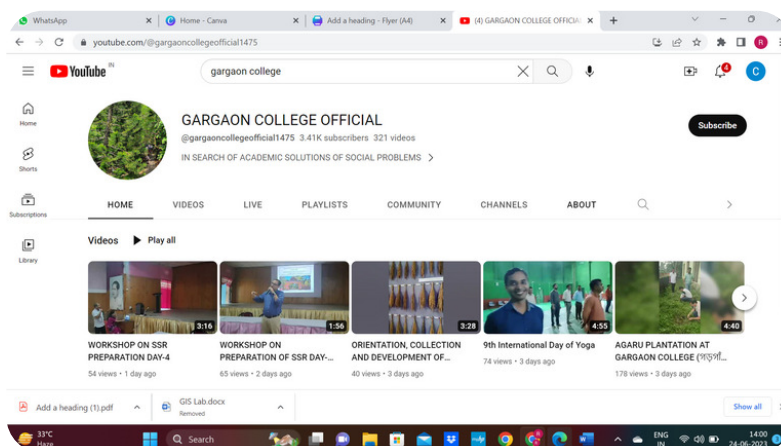 WhatsApp
Home - Canva
Add a heading - Flyer (A4)
(4) GARGAON COLLEGE OFFICIA
youtube.com/@gargaoncollegeofficial1475
R
YouTube IN
gargaon college
4
C
Home
Shorts
Subscriptions
Library
GARGAON COLLEGE OFFICIAL
@gargaoncollegeofficial1475 3.41K subscribers 321 videos
IN SEARCH OF ACADEMIC SOLUTIONS OF SOCIAL PROBLEMS
Subscribe
HOME VIDEOS LIVE PLAYLISTS COMMUNITY CHANNELS ABOUT
Videos Play all
3:16
1:56
3:28
4:55
4:40
WORKSHOP ON SSR
PREPARATION DAY-4
54 views • 1 day ago
WORKSHOP ON
PREPARATION OF SSR DAY-...
65 views • 2 days ago
ORIENTATION, COLLECTION
AND DEVELOPMENT OF...
40 views • 3 days ago
9th International Day of Yoga
74 views • 3 days ago
AGARU PLANTATION AT
GARGAON COLLEGE (গড়গাঁ...
178 views • 3 days ago
Add a heading (1).pdf
GIS Lab.docx
Removed
Show all
33°C
Haze
Search
ENG
IN
14:00
24-06-2023